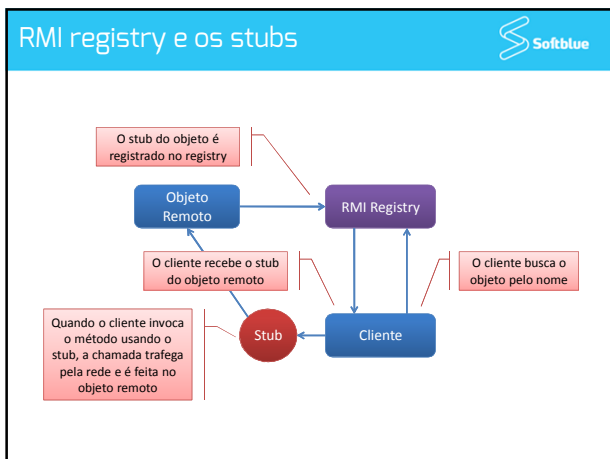 RMI registry e os stubs
Softblue
O stub do objeto é
registrado no registry
Objeto
Remoto
RMI Registry
O cliente recebe o stub
do objeto remoto
O cliente busca o
objeto pelo nome
Quando o cliente invoca
o método usando o
stub, a chamada trafega
pela rede e é feita no
objeto remoto
Stub
Cliente